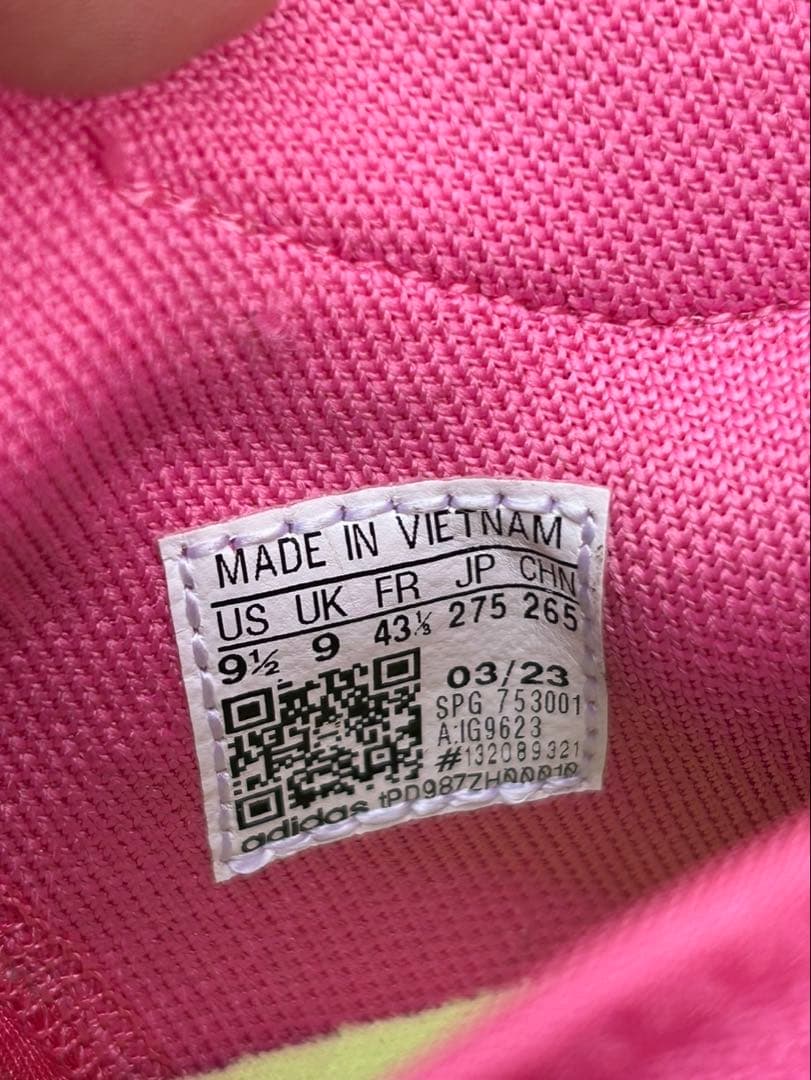 MADE IN VIETNAM
US UK FR JP CHN
9½ 9 43⅓ 275 265
03/23
SPG 753001
A:IG9623
#132089321
adidas tPD987ZH00010